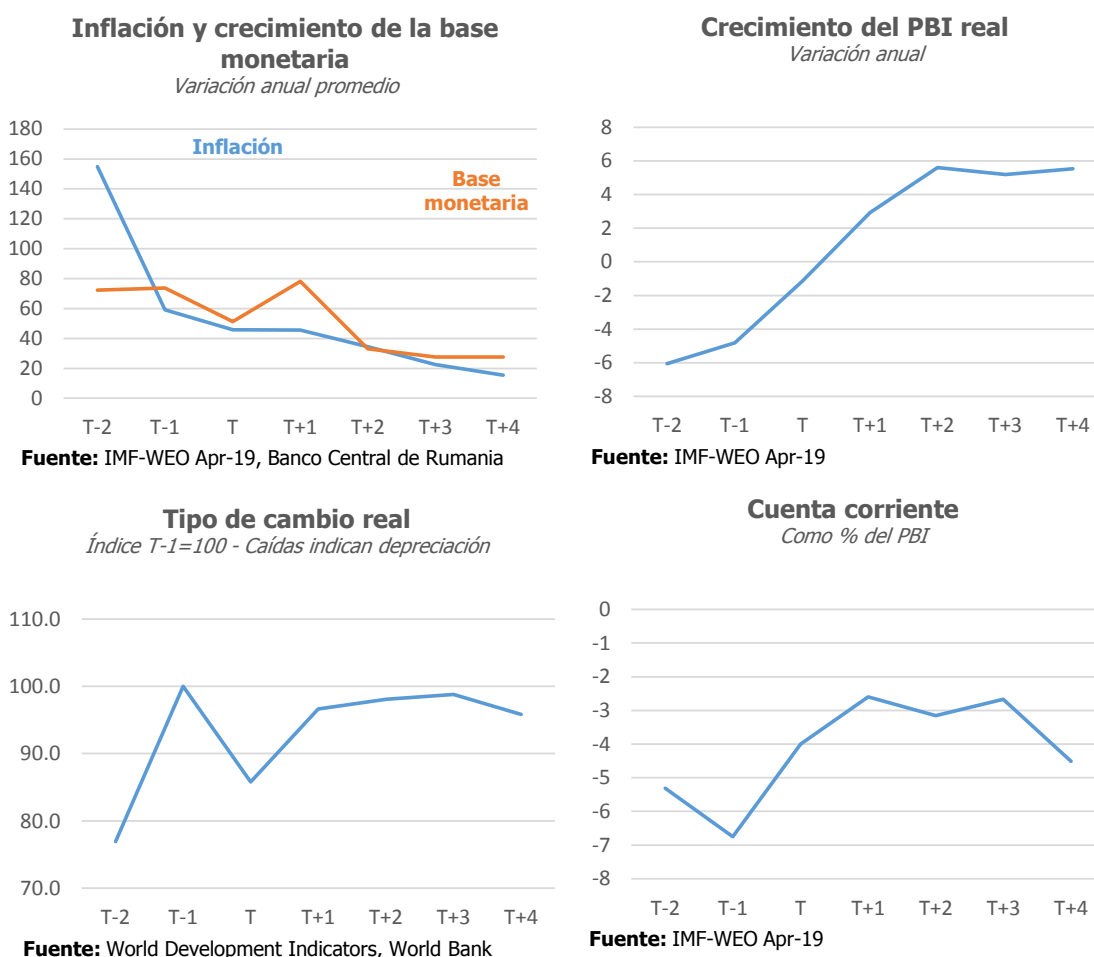 Inflación y crecimiento de la base
monetaria
Variación anual promedio
180
160
140
120
100
80
60
40
20
0
Inflación
Base
monetaria
T-2 T-1 T T+1 T+2 T+3 T+4
Fuente: IMF-WEO Apr-19, Banco Central de Rumania
Crecimiento del PBI real
Variación anual
8
6
4
2
0
-2
-4
-6
-8
T-2 T-1 T T+1 T+2 T+3 T+4
Fuente: IMF-WEO Apr-19
Tipo de cambio real
Índice T-1=100 - Caídas indican depreciación
110.0
100.0
90.0
80.0
70.0
T-2 T-1 T T+1 T+2 T+3 T+4
Fuente: World Development Indicators, World Bank
Cuenta corriente
Como % del PBI
0
-1
-2
-3
-4
-5
-6
-7
-8
T-2 T-1 T T+1 T+2 T+3 T+4
Fuente: IMF-WEO Apr-19